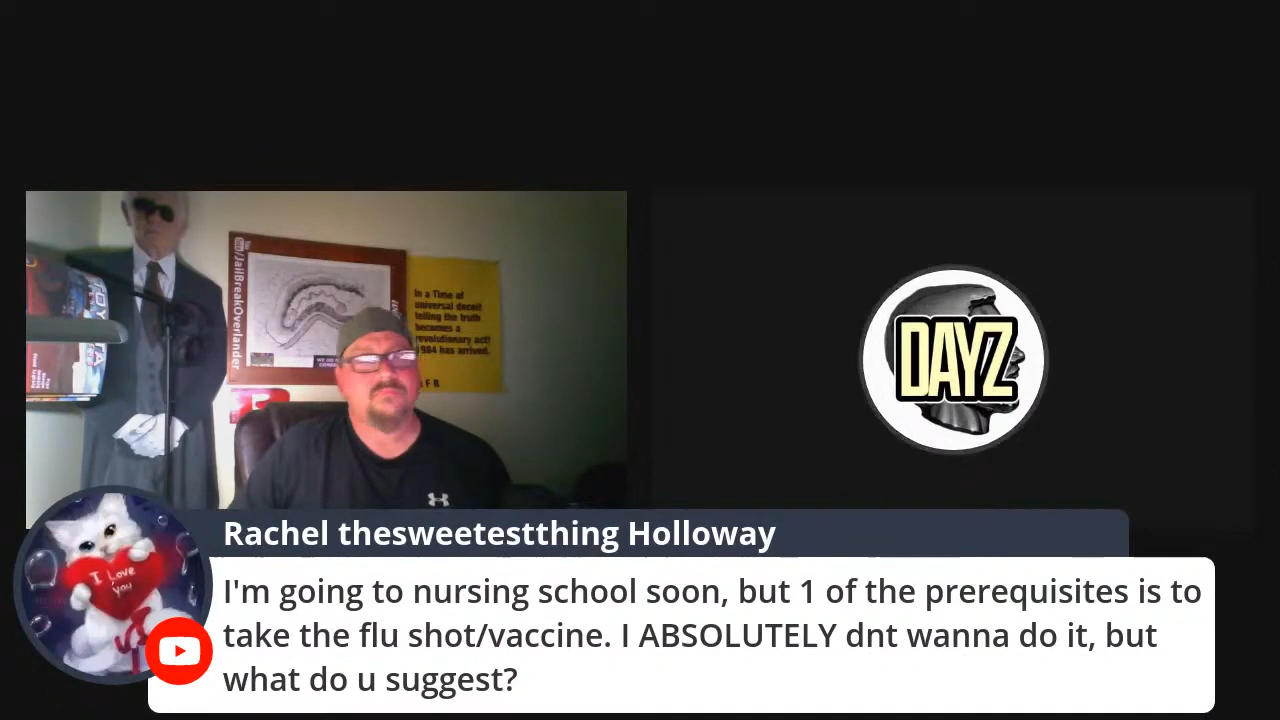 You
/JailBreakOverlander
In a Time of
universal deceit
telling the truth
becomes a
revolutionary act!
1984 has arrived.
F B
DAYZ
Rachel thesweetestthing Holloway
I Love
you
I'm going to nursing school soon, but 1 of the prerequisites is to
take the flu shot/vaccine. I ABSOLUTELY dnt wanna do it, but
what do u suggest?